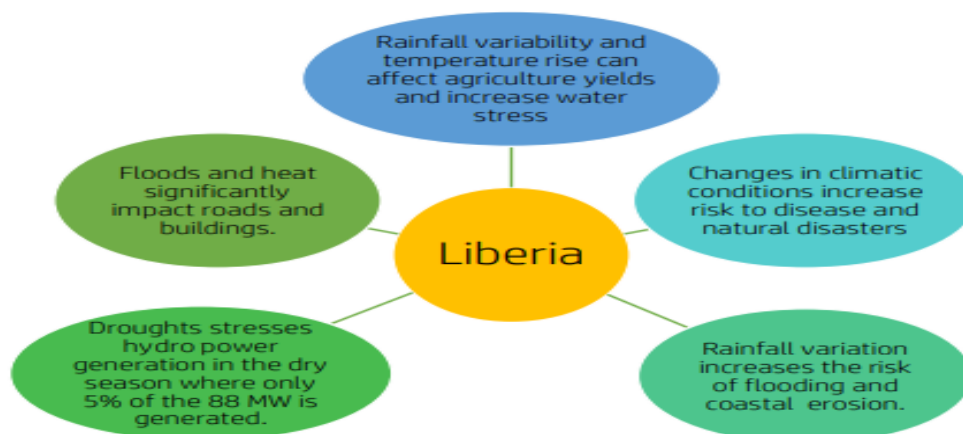 Rainfall variability and
temperature rise can
affect agriculture yields
and increase water
stress
Floods and heat
significantly
impact roads and
buildings.
Changes in climatic
conditions increase
risk to disease and
natural disasters
Liberia
Droughts stresses
hydro power
generation in the dry
season where only
5% of the 88 MW is
generated.
Rainfall variation
increases the risk
of flooding and
coastal erosion.